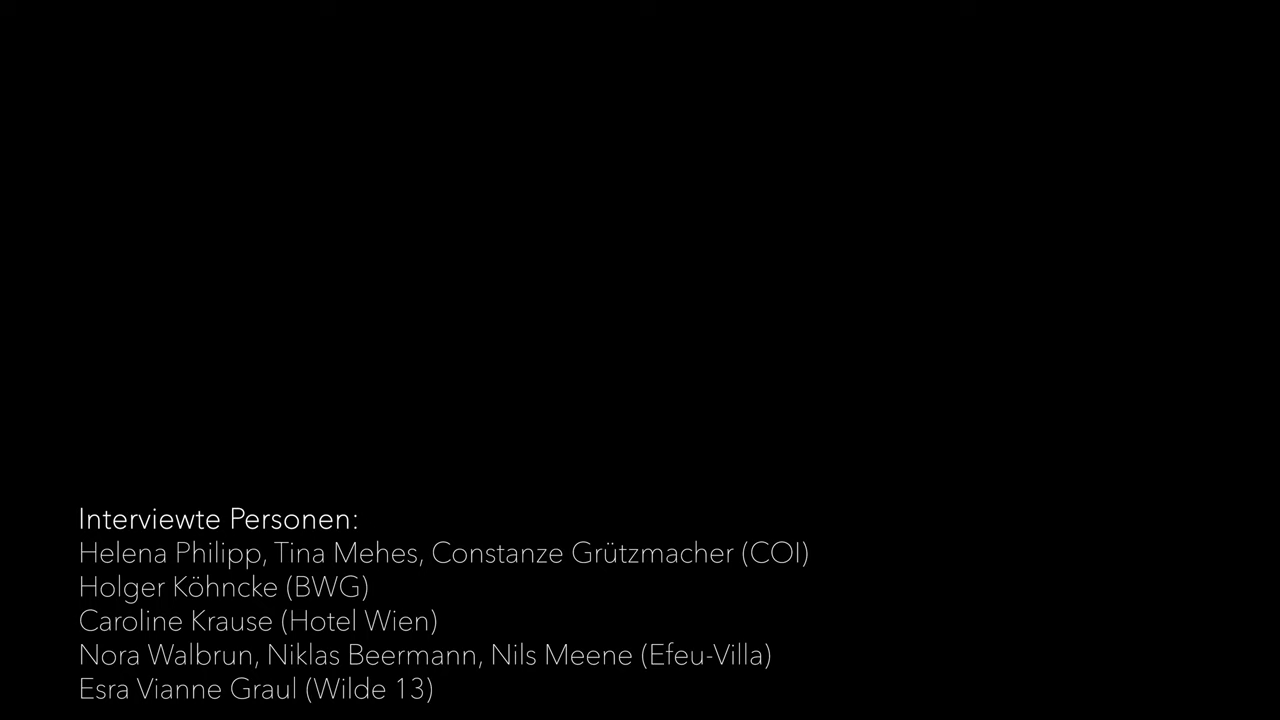 Interviewte Personen:
Helena Philipp, Tina Mehes, Constanze Grützmacher (COI)
Holger Köhncke (BWG)
Caroline Krause (Hotel Wien)
Nora Walbrun, Niklas Beermann, Nils Meene (Efeu-Villa)
Esra Vianne Graul (Wilde 13)